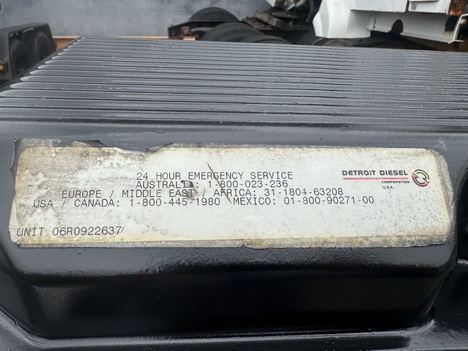 24 HOUR EMERGENCY SERVICE
AUSTRALIA: 1-800-023-236
EUROPE / MIDDLE EAST / AFRICA: 31-1804-63208
USA / CANADA: 1-800-445-1980 MEXICO: 01-800-90271-00
UNIT 06R0922637
DETROIT DIESEL
CORPORATION
U.S.A.